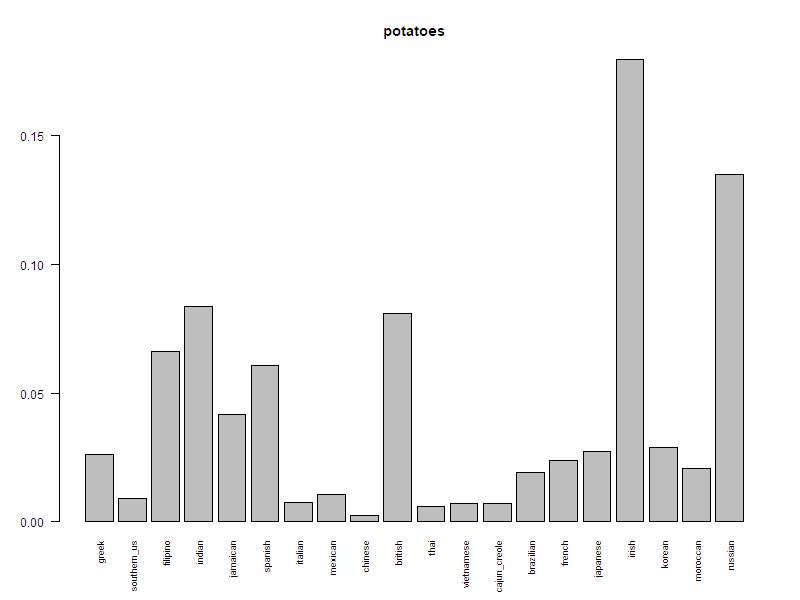 potatoes
0.15
0.10
0.05
0.00
greek
southern_us
filipino
indian
jamaican
spanish
italian
mexican
chinese
british
thai
vietnamese
cajun_creole
brazilian
french
japanese
irish
korean
moroccan
russian